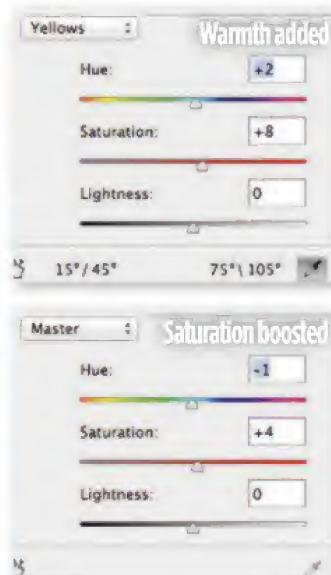 Yellows
Warmth added
Hue: +2
Saturation: +8
Lightness: 0
15°/45° 75°\105°
Master
Saturation boosted
Hue: -1
Saturation: +4
Lightness: 0